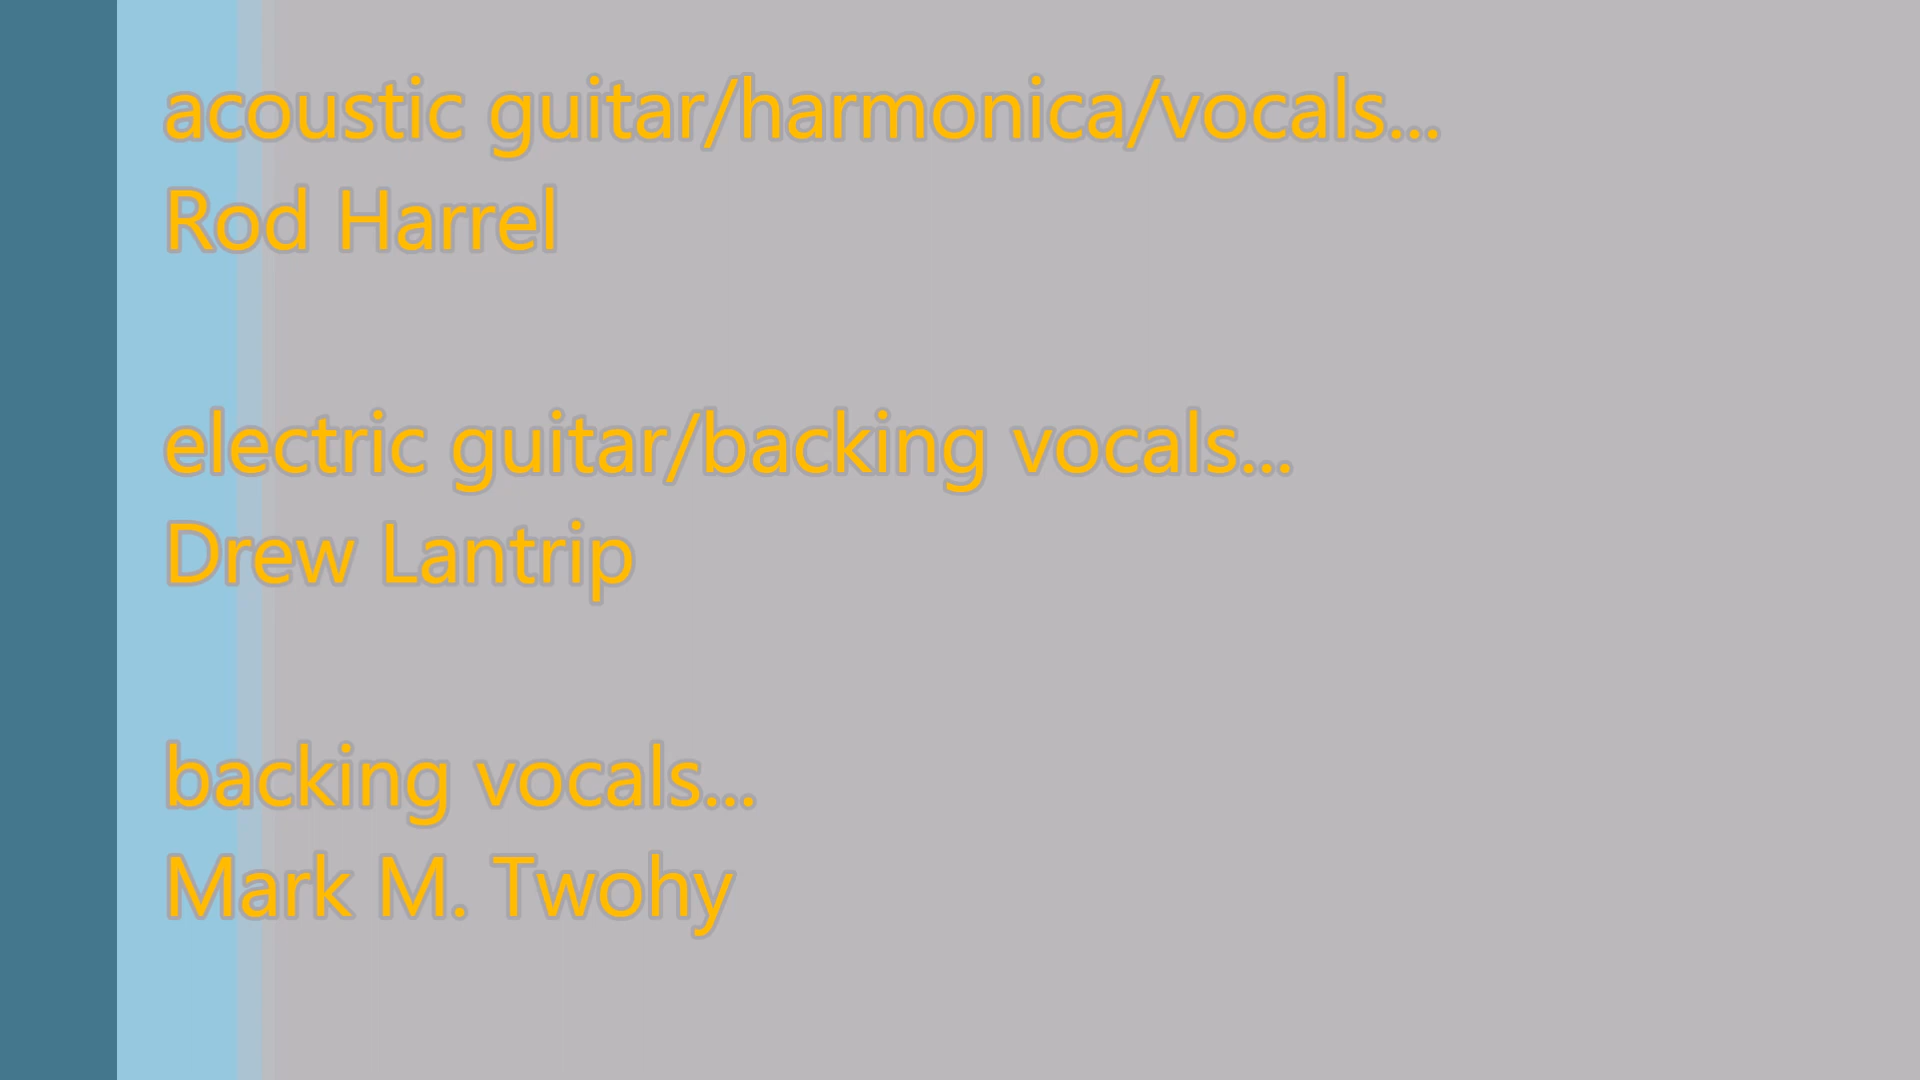 acoustic guitar/harmonica/vocals...
Rod Harrel
electric guitar/backing vocals...
Drew Lantrip
backing vocals...
Mark M. Twohy